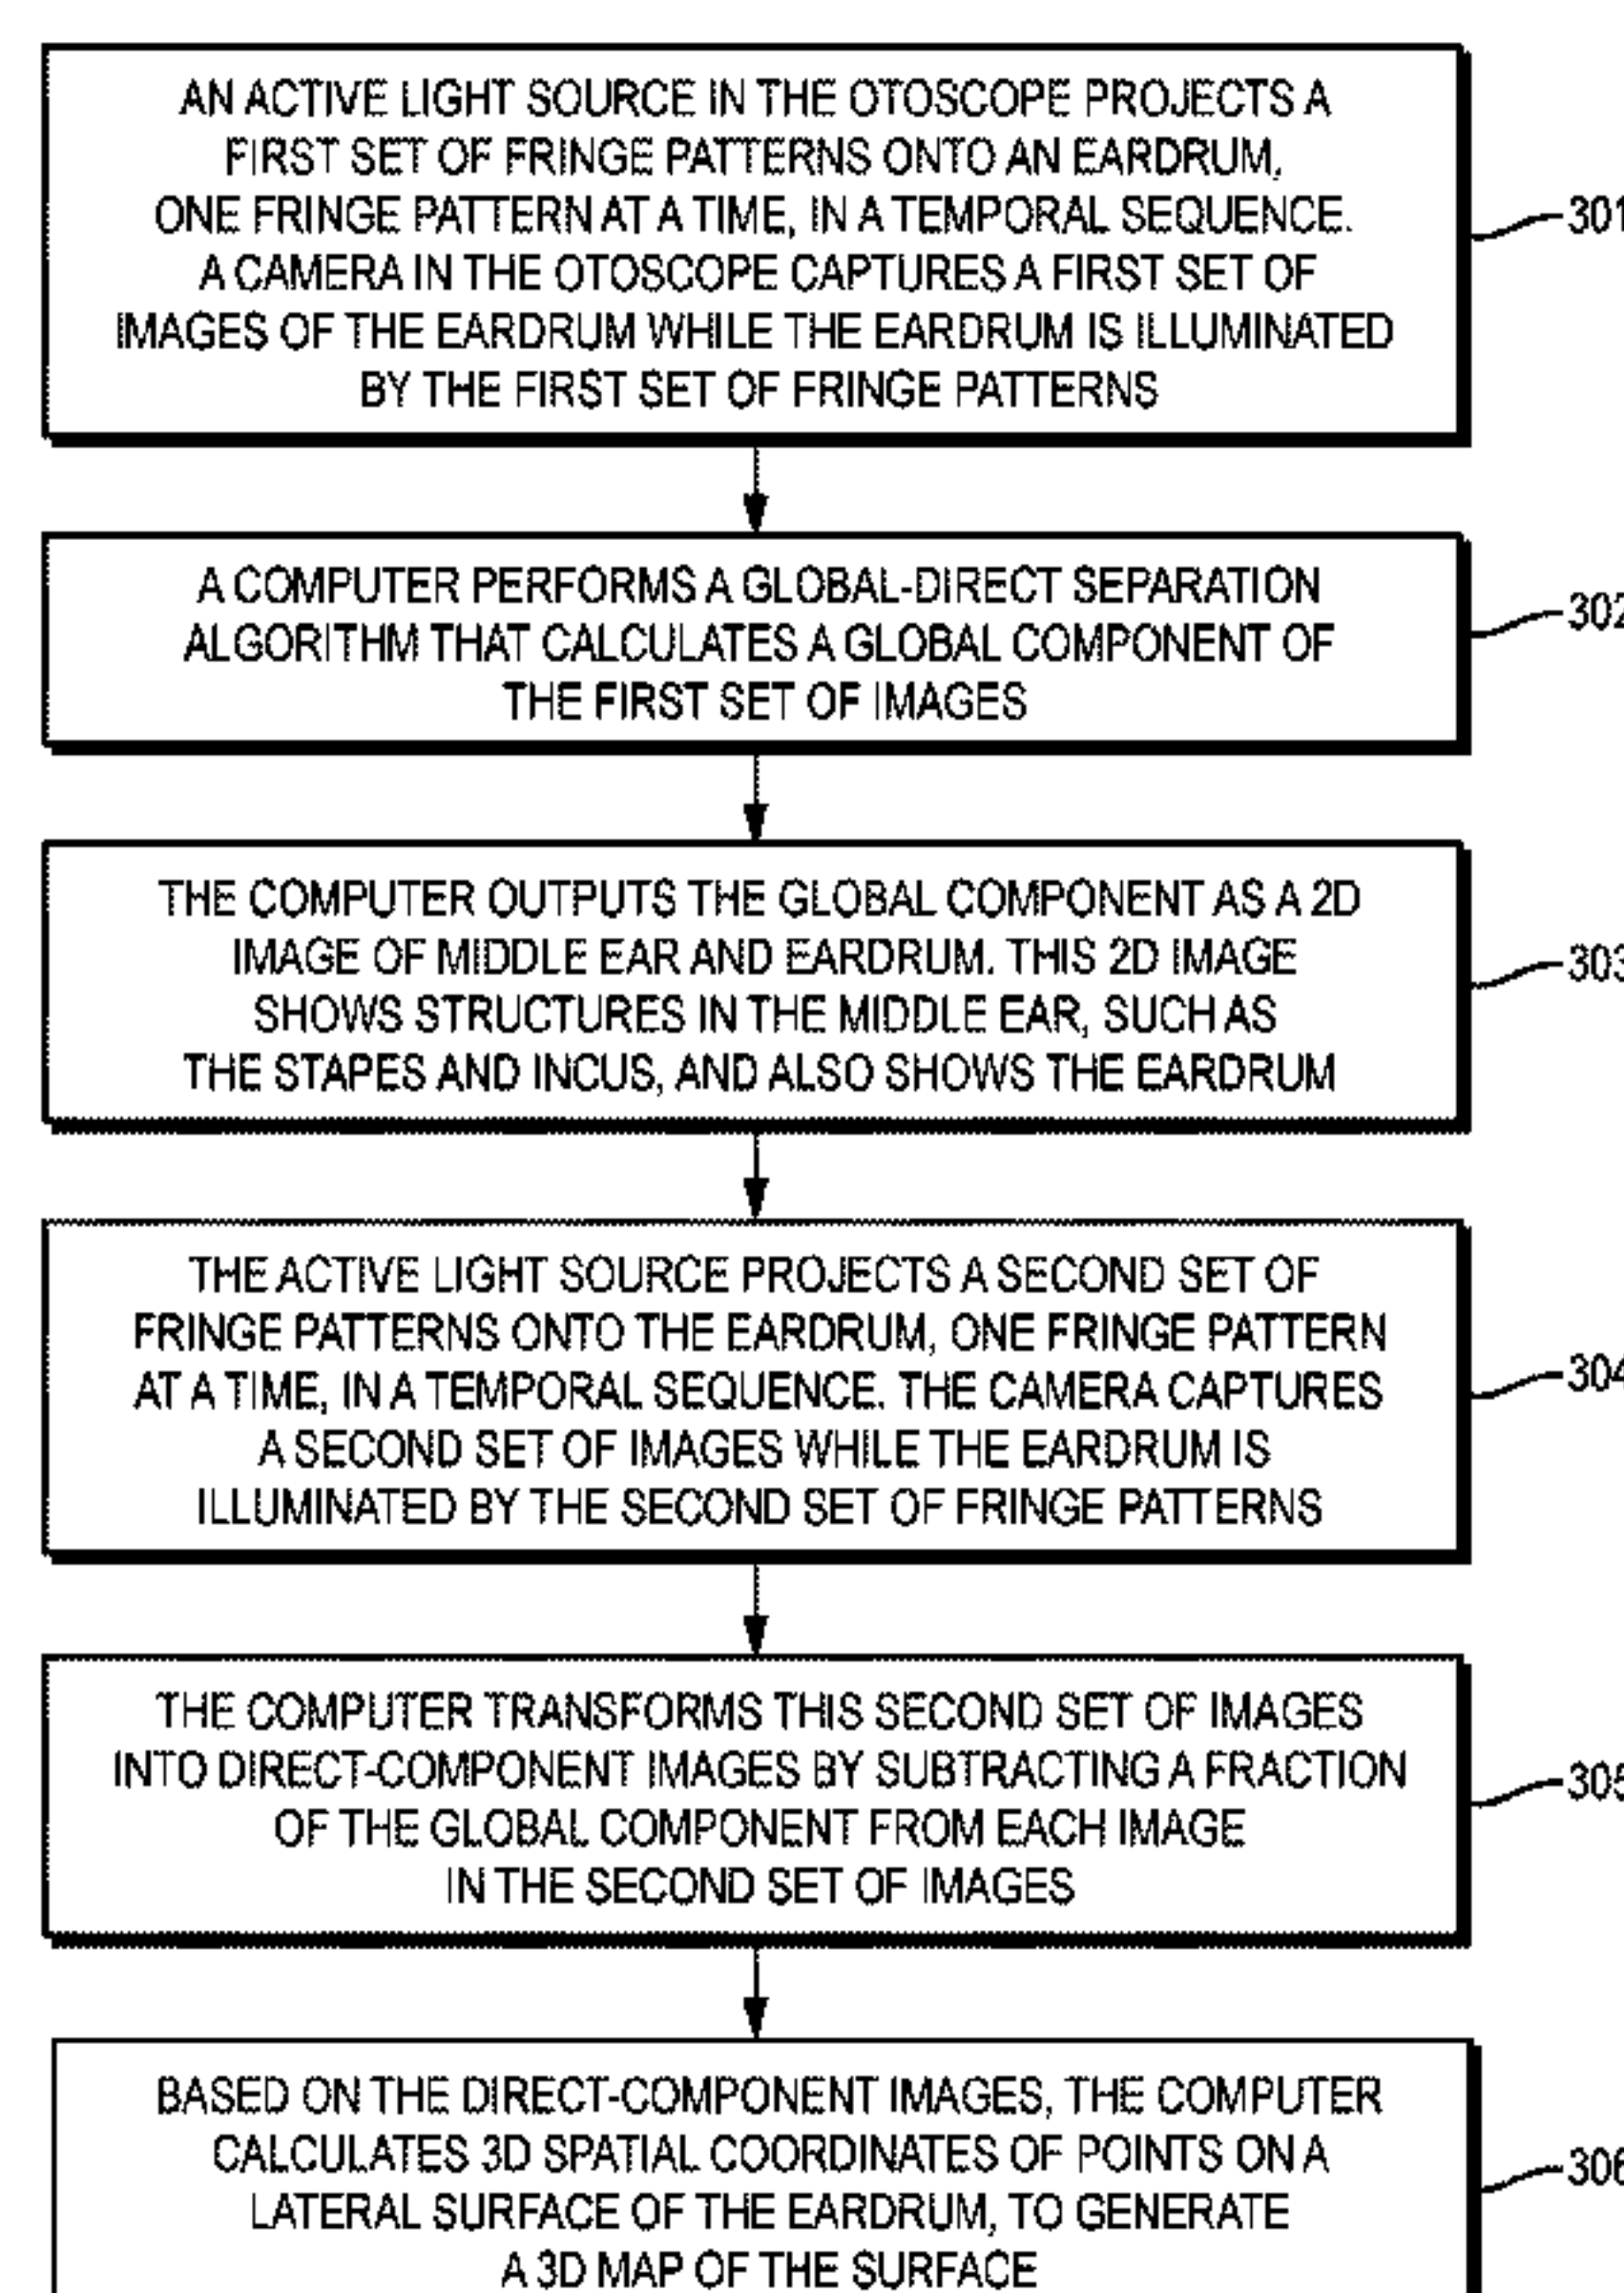 AN ACTIVE LIGHT SOURCE IN THE OTOSCOPE PROJECTS A
FIRST SET OF FRINGE PATTERNS ONTO AN EARDRUM,
ONE FRINGE PATTERN AT A TIME, IN A TEMPORAL SEQUENCE.
A CAMERA IN THE OTOSCOPE CAPTURES A FIRST SET OF
IMAGES OF THE EARDRUM WHILE THE EARDRUM IS ILLUMINATED
BY THE FIRST SET OF FRINGE PATTERNS
301
A COMPUTER PERFORMS A GLOBAL-DIRECT SEPARATION
ALGORITHM THAT CALCULATES A GLOBAL COMPONENT OF
THE FIRST SET OF IMAGES
302
THE COMPUTER OUTPUTS THE GLOBAL COMPONENT AS A 2D
IMAGE OF MIDDLE EAR AND EARDRUM. THIS 2D IMAGE
SHOWS STRUCTURES IN THE MIDDLE EAR, SUCH AS
THE STAPES AND INCUS, AND ALSO SHOWS THE EARDRUM
303
THE ACTIVE LIGHT SOURCE PROJECTS A SECOND SET OF
FRINGE PATTERNS ONTO THE EARDRUM, ONE FRINGE PATTERN
AT A TIME, IN A TEMPORAL SEQUENCE. THE CAMERA CAPTURES
A SECOND SET OF IMAGES WHILE THE EARDRUM IS
ILLUMINATED BY THE SECOND SET OF FRINGE PATTERNS
304
THE COMPUTER TRANSFORMS THIS SECOND SET OF IMAGES
INTO DIRECT-COMPONENT IMAGES BY SUBTRACTING A FRACTION
OF THE GLOBAL COMPONENT FROM EACH IMAGE
IN THE SECOND SET OF IMAGES
305
BASED ON THE DIRECT-COMPONENT IMAGES, THE COMPUTER
CALCULATES 3D SPATIAL COORDINATES OF POINTS ON A
LATERAL SURFACE OF THE EARDRUM, TO GENERATE
A 3D MAP OF THE SURFACE
306